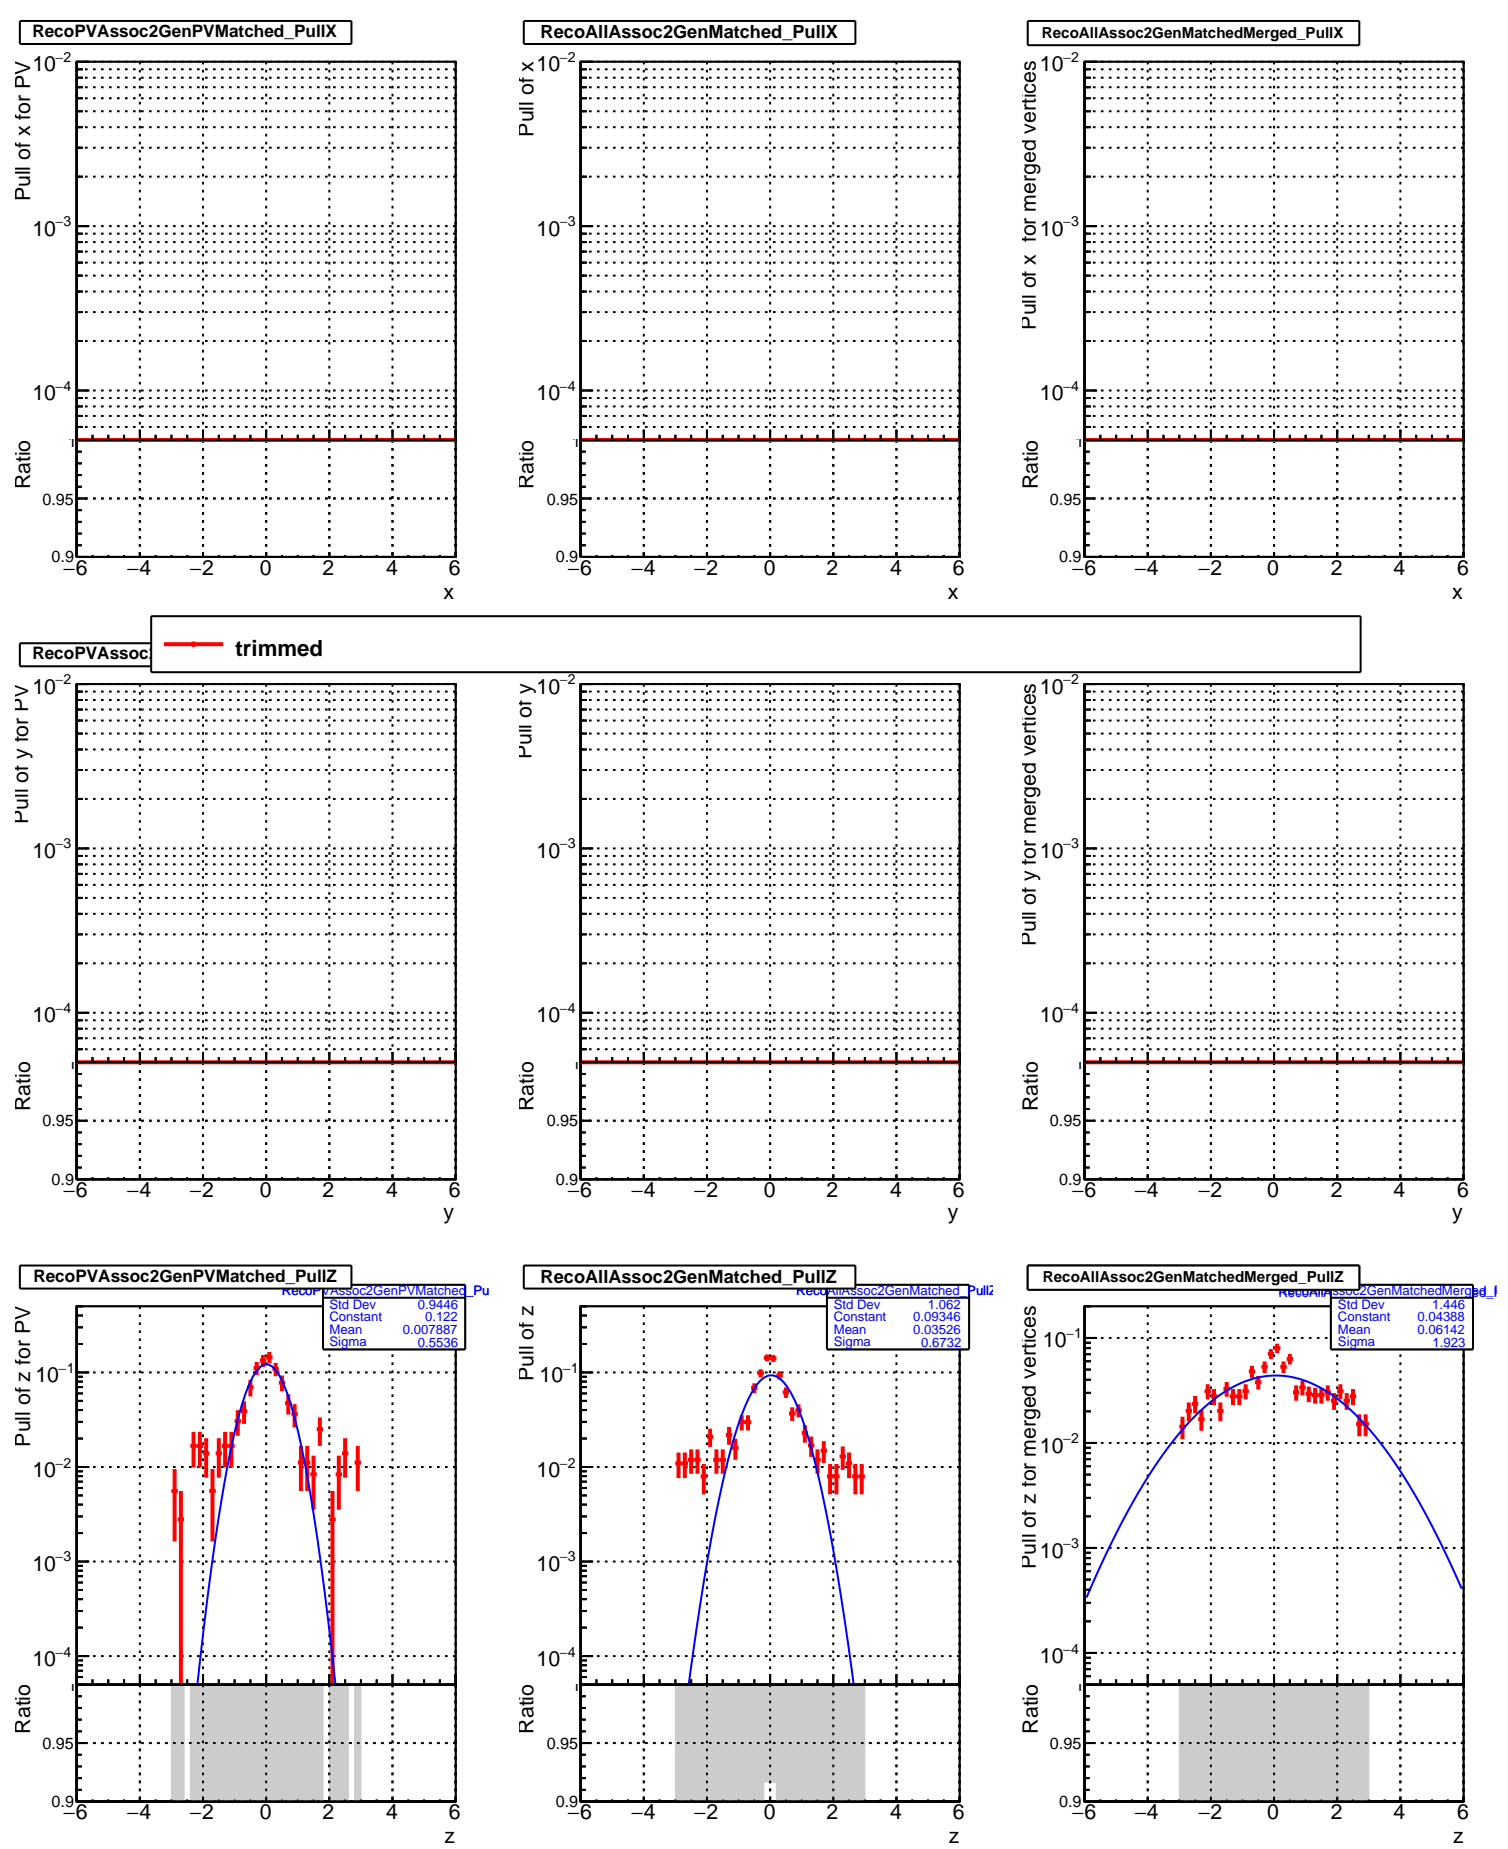 RecoPVAssoc2GenPVMatched_PullX
Pull of x for PV
10−2
10−3
10−4
Ratio
1
0.95
0.9
−6 −4 −2 0 2 4 6
x
RecoAllAssoc2GenMatched_PullX
Pull of x
10−2
10−3
10−4
Ratio
1
0.95
0.9
−6 −4 −2 0 2 4 6
x
RecoAllAssoc2GenMatchedMerged_PullX
Pull of x for merged vertices
10−2
10−3
10−4
Ratio
1
0.95
0.9
−6 −4 −2 0 2 4 6
x
trimmed
RecoPVAssoc
Pull of y for PV
10−2
10−3
10−4
Ratio
0.95
0.9
−6 −4 −2 0 2 4 6
y
Pull of y
10−2
10−3
10−4
Ratio
0.95
0.9
−6 −4 −2 0 2 4 6
y
Pull of y for merged vertices
10−2
10−3
10−4
Ratio
0.95
0.9
−6 −4 −2 0 2 4 6
y
RecoPVAssoc2GenPVMatched_PullZ
RecoPVAssoc2GenPVMatched_Pu
Std Dev 0.9446
Constant 0.122
Mean 0.007887
Sigma 0.5536
Pull of z for PV
10−1
10−2
10−3
10−4
Ratio
0.95
0.9
−6 −4 −2 0 2 4 6
z
RecoAllAssoc2GenMatched_PullZ
RecoAllAssoc2GenMatched_PullZ
Std Dev 1.062
Constant 0.09346
Mean 0.03526
Sigma 0.6732
Pull of z
10−1
10−2
10−3
10−4
Ratio
0.95
0.9
−6 −4 −2 0 2 4 6
z
RecoAllAssoc2GenMatchedMerged_PullZ
RecoAllAssoc2GenMatchedMerged_P
Std Dev 1.446
Constant 0.04388
Mean 0.06142
Sigma 1.923
Pull of z for merged vertices
10−1
10−2
10−3
10−4
Ratio
0.95
0.9
−6 −4 −2 0 2 4 6
z